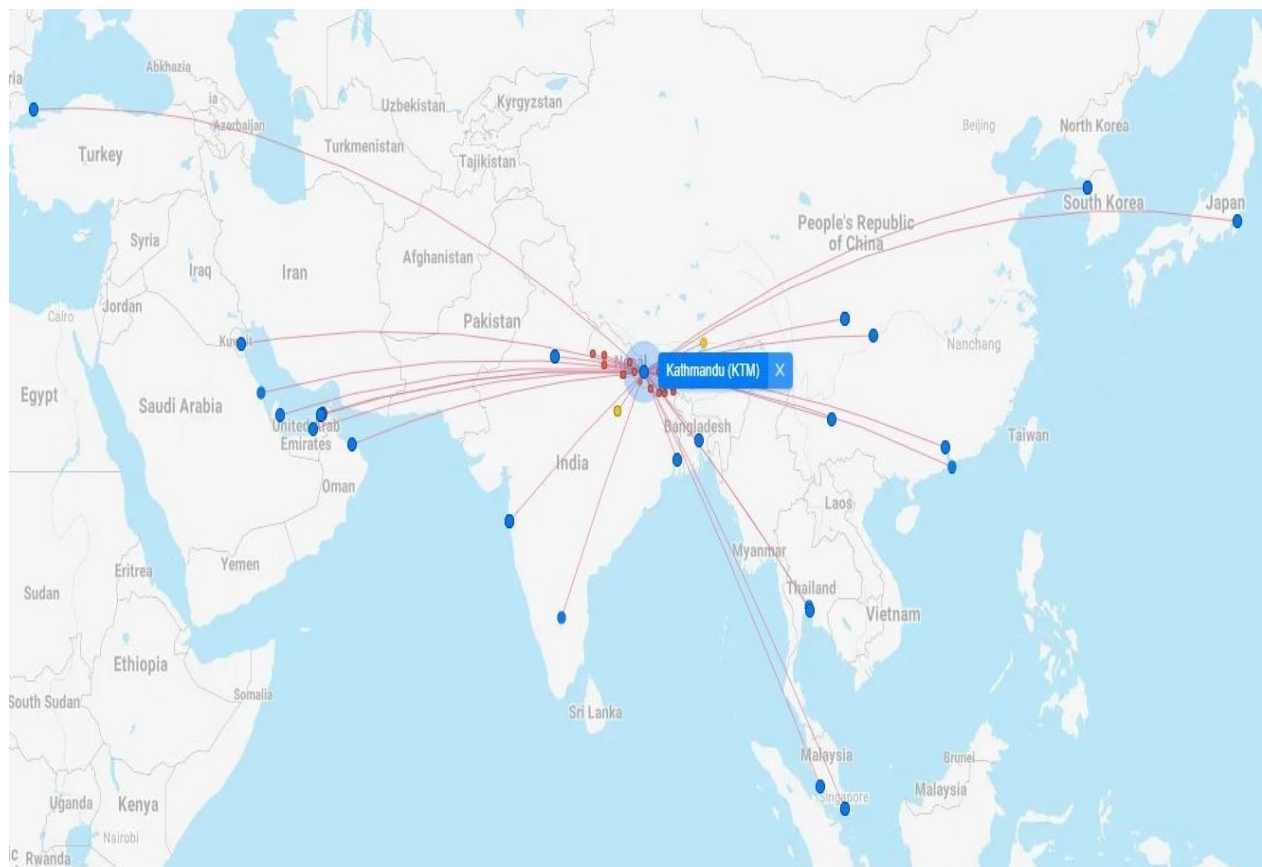 Abkhazia
ria
Uzbekistan
Kyrgyzstan
ia
Azerbaijan
Beijing
North Korea
Turkey
Turkmenistan
Tajikistan
South Korea
Japan
People's Republic
of China
Syria
Afghanistan
Iraq
Iran
Jordan
Cairo
Pakistan
Kuwait
Nanchang
Nepal
Kathmandu (KTM) X
Egypt
Saudi Arabia
United Arab
Emirates
Bangladesh
Taiwan
India
Oman
Laos
Myanmar
Yemen
Eritrea
Sudan
Thailand
Vietnam
Ethiopia
South Sudan
Somalia
Sri Lanka
Malaysia
Brunei
Malaysia
Singapore
Uganda
Kenya
Nairobi
Rwanda